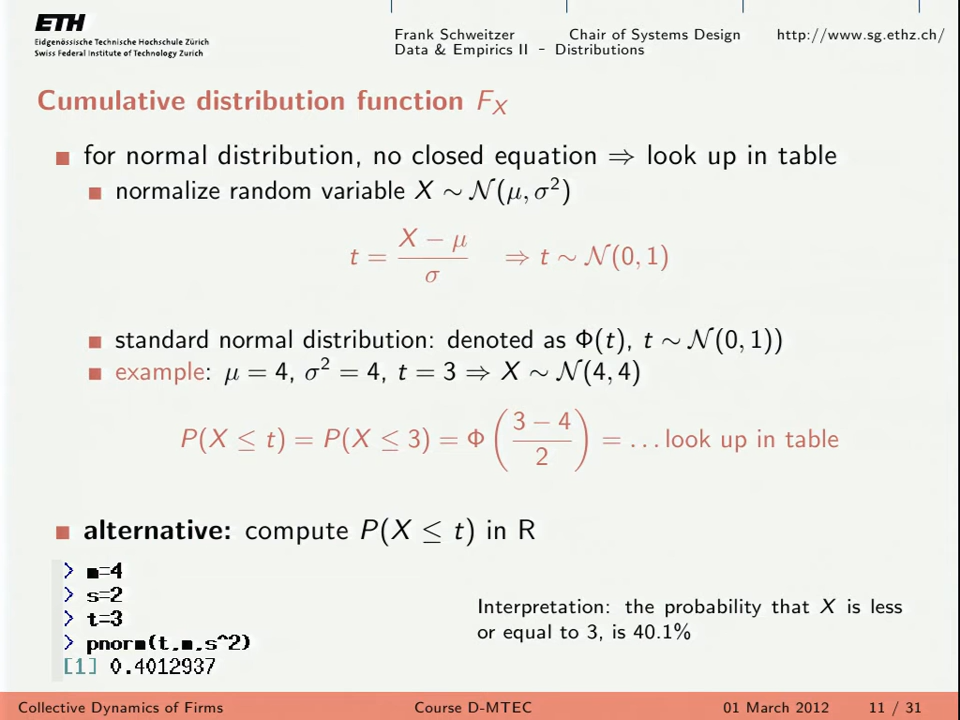 ETH
Eidgenössische Technische Hochschule Zürich
Swiss Federal Institute of Technology Zurich
Frank Schweitzer Chair of Systems Design http://www.sg.ethz.ch/
Data & Empirics II - Distributions
Cumulative distribution function F_X
for normal distribution, no closed equation ⇒ look up in table
normalize random variable X ∼ N(μ, σ²)
t = (X − μ)/σ ⇒ t ∼ N(0, 1)
standard normal distribution: denoted as Φ(t), t ∼ N(0, 1))
example: μ = 4, σ² = 4, t = 3 ⇒ X ∼ N(4, 4)
P(X ≤ t) = P(X ≤ 3) = Φ((3 − 4)/2) = ... look up in table
alternative: compute P(X ≤ t) in R
> m=4
> s=2
> t=3
> pnorm(t,m,s^2)
[1] 0.4012937
Interpretation: the probability that X is less
or equal to 3, is 40.1%
Collective Dynamics of Firms Course D-MTEC 01 March 2012 11 / 31